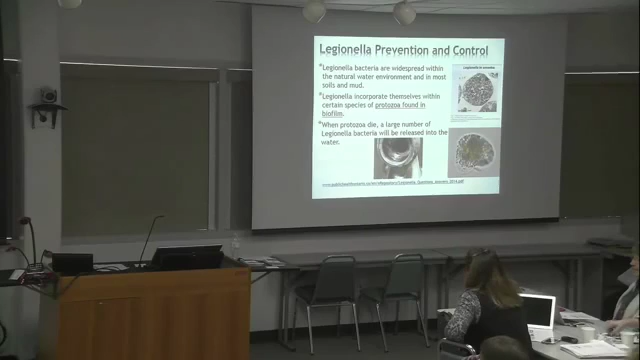 Legionella Prevention and Control
*Legionella bacteria are widespread within
the natural water environment and in most
soils and mud.
*Legionella incorporate themselves within
certain species of protozoa found in
biofilm.
*When protozoa die, a large number of
Legionella bacteria will be released into the
water.